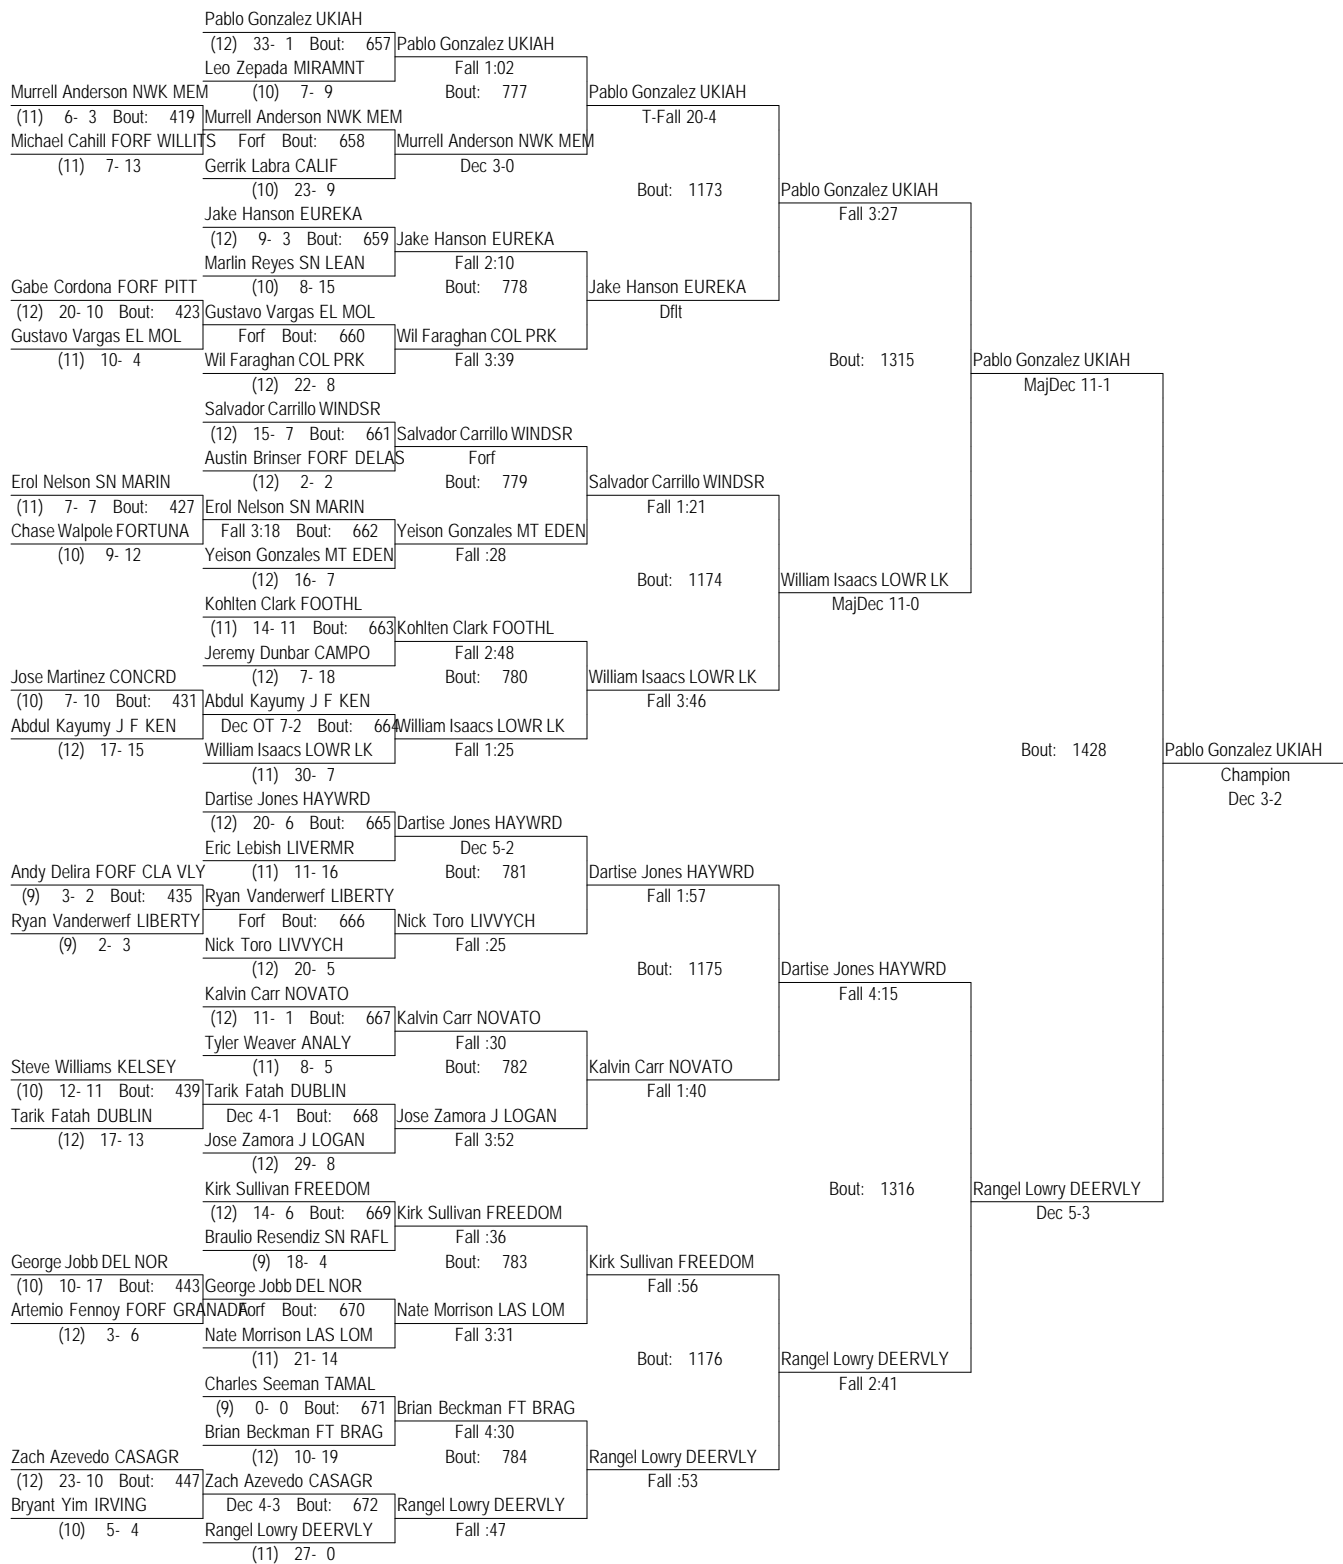 Pablo Gonzalez UKIAH
(12) 33- 1 Bout: 657 Pablo Gonzalez UKIAH
Leo Zepada MIRAMNT Fall 1:02
Murrell Anderson NWK MEM (10) 7- 9 Bout: 777 Pablo Gonzalez UKIAH
(11) 6- 3 Bout: 419 Murrell Anderson NWK MEM T-Fall 20-4
Michael Cahill FORF WILLITS Forf Bout: 658 Murrell Anderson NWK MEM
(11) 7- 13 Gerrik Labra CALIF Dec 3-0
(10) 23- 9 Bout: 1173 Pablo Gonzalez UKIAH
Jake Hanson EUREKA Fall 3:27
(12) 9- 3 Bout: 659 Jake Hanson EUREKA
Marlin Reyes SN LEAN Fall 2:10
Gabe Cordona FORF PITT (10) 8- 15 Bout: 778 Jake Hanson EUREKA
(12) 20- 10 Bout: 423 Gustavo Vargas EL MOL Dflt
Gustavo Vargas EL MOL Forf Bout: 660 Wil Faraghan COL PRK
(11) 10- 4 Wil Faraghan COL PRK Fall 3:39 Bout: 1315 Pablo Gonzalez UKIAH
(12) 22- 8 MajDec 11-1
Salvador Carrillo WINDSR
(12) 15- 7 Bout: 661 Salvador Carrillo WINDSR
Austin Brinser FORF DELAS Forf
Erol Nelson SN MARIN (12) 2- 2 Bout: 779 Salvador Carrillo WINDSR
(11) 7- 7 Bout: 427 Erol Nelson SN MARIN Fall 1:21
Chase Walpole FORTUNA Fall 3:18 Bout: 662 Yeison Gonzales MT EDEN
(10) 9- 12 Yeison Gonzales MT EDEN Fall :28
(12) 16- 7 Bout: 1174 William Isaacs LOWR LK
Kohlten Clark FOOTHL MajDec 11-0
(11) 14- 11 Bout: 663 Kohlten Clark FOOTHL
Jeremy Dunbar CAMPO Fall 2:48
Jose Martinez CONCRD (12) 7- 18 Bout: 780 William Isaacs LOWR LK
(10) 7- 10 Bout: 431 Abdul Kayumy J F KEN Fall 3:46
Abdul Kayumy J F KEN Dec OT 7-2 Bout: 664 William Isaacs LOWR LK
(12) 17- 15 William Isaacs LOWR LK Fall 1:25 Bout: 1428 Pablo Gonzalez UKIAH
(11) 30- 7 Champion
Dartise Jones HAYWRD Dec 3-2
(12) 20- 6 Bout: 665 Dartise Jones HAYWRD
Eric Lebish LIVERMR Dec 5-2
Andy Delira FORF CLA VLY (11) 11- 16 Bout: 781 Dartise Jones HAYWRD
(9) 3- 2 Bout: 435 Ryan Vanderwerf LIBERTY Fall 1:57
Ryan Vanderwerf LIBERTY Forf Bout: 666 Nick Toro LIVVYCH
(9) 2- 3 Nick Toro LIVVYCH Fall :25
(12) 20- 5 Bout: 1175 Dartise Jones HAYWRD
Kalvin Carr NOVATO Fall 4:15
(12) 11- 1 Bout: 667 Kalvin Carr NOVATO
Tyler Weaver ANALY Fall :30
Steve Williams KELSEY (11) 8- 5 Bout: 782 Kalvin Carr NOVATO
(10) 12- 11 Bout: 439 Tarik Fatah DUBLIN Fall 1:40
Tarik Fatah DUBLIN Dec 4-1 Bout: 668 Jose Zamora J LOGAN
(12) 17- 13 Jose Zamora J LOGAN Fall 3:52
(12) 29- 8
Kirk Sullivan FREEDOM Bout: 1316 Rangel Lowry DEERVLY
(12) 14- 6 Bout: 669 Kirk Sullivan FREEDOM Dec 5-3
Braulio Resendiz SN RAFL Fall :36
George Jobb DEL NOR (9) 18- 4 Bout: 783 Kirk Sullivan FREEDOM
(10) 10- 17 Bout: 443 George Jobb DEL NOR Fall :56
Artemio Fennoy FORF GRANADA Forf Bout: 670 Nate Morrison LAS LOM
(12) 3- 6 Nate Morrison LAS LOM Fall 3:31
(11) 21- 14 Bout: 1176 Rangel Lowry DEERVLY
Charles Seeman TAMAL Fall 2:41
(9) 0- 0 Bout: 671 Brian Beckman FT BRAG
Brian Beckman FT BRAG Fall 4:30
Zach Azevedo CASAGR (12) 10- 19 Bout: 784 Rangel Lowry DEERVLY
(12) 23- 10 Bout: 447 Zach Azevedo CASAGR Fall :53
Bryant Yim IRVING Dec 4-3 Bout: 672 Rangel Lowry DEERVLY
(10) 5- 4 Rangel Lowry DEERVLY Fall :47
(11) 27- 0